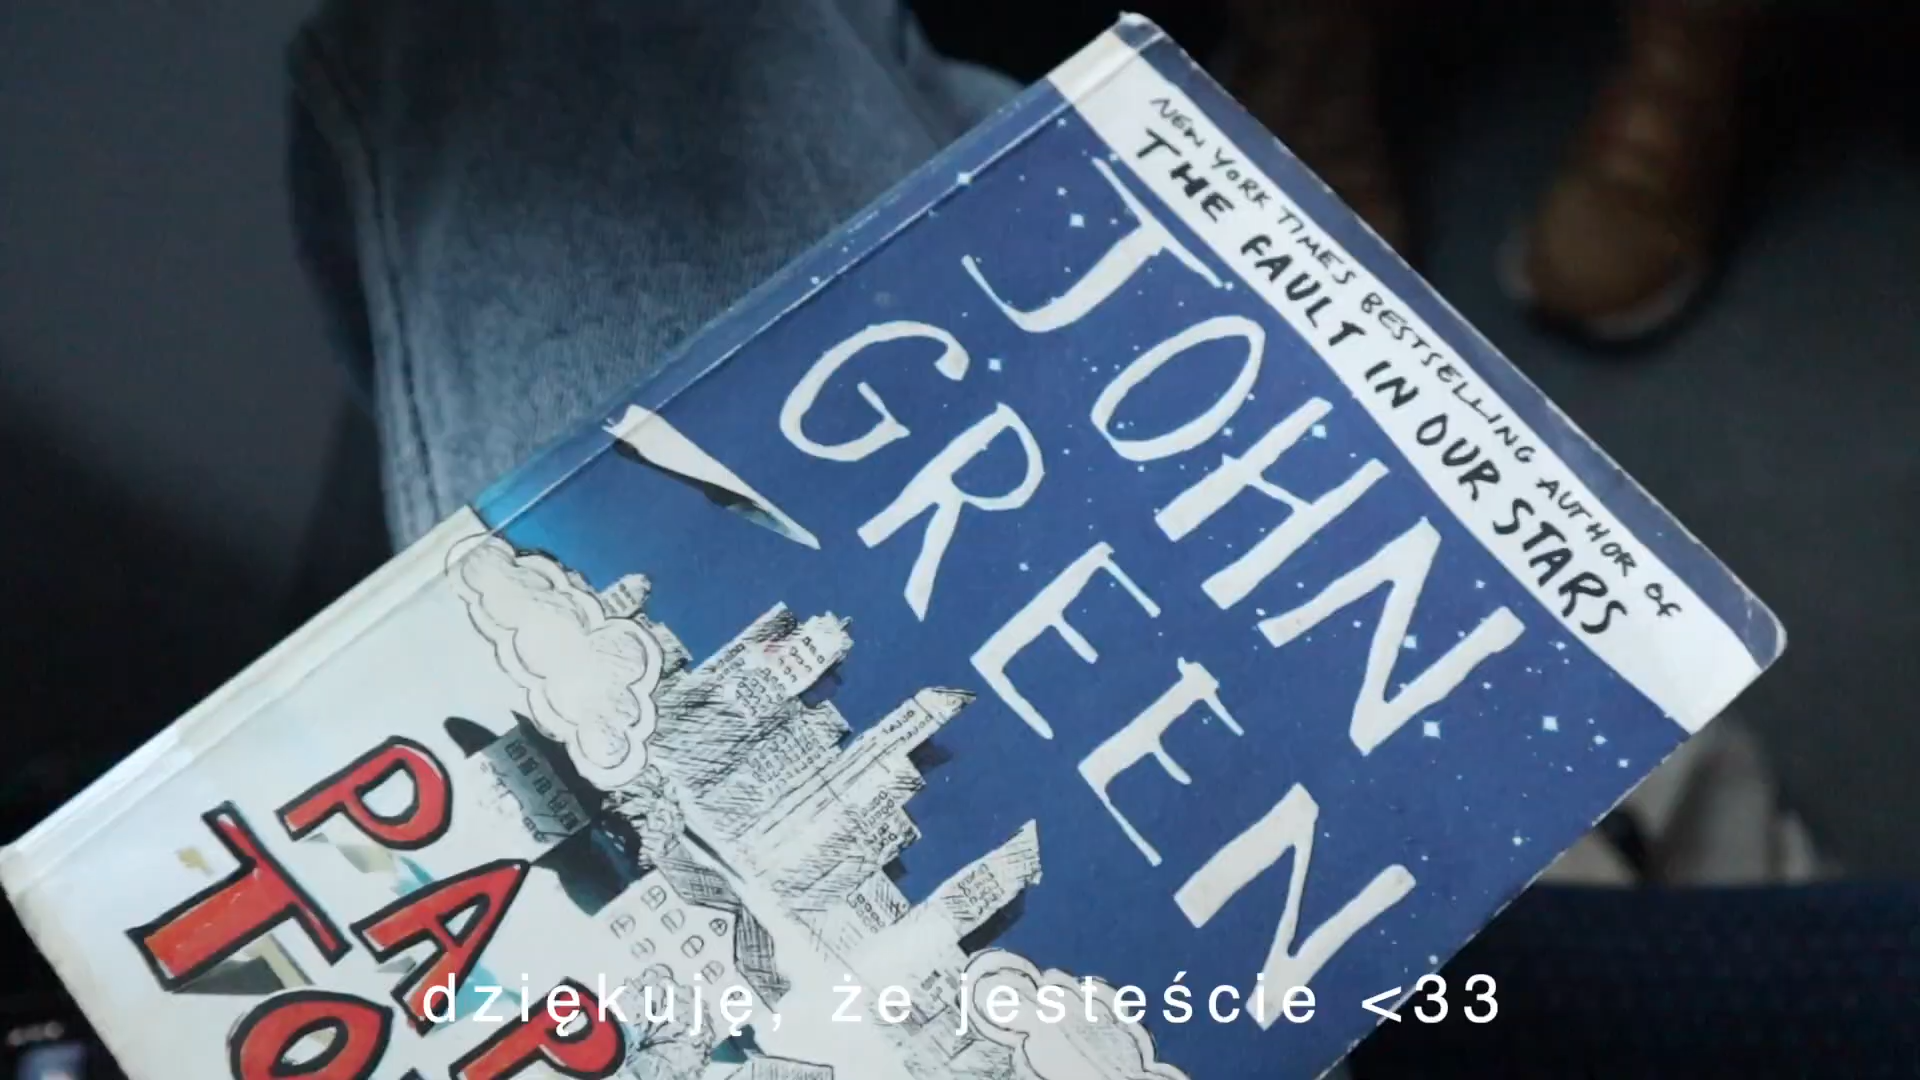 NEW YORK TIMES BESTSELLING AUTHOR OF
THE FAULT IN OUR STARS
JOHN
GREEN
PAP
TO
dziękuję, że jesteście <33